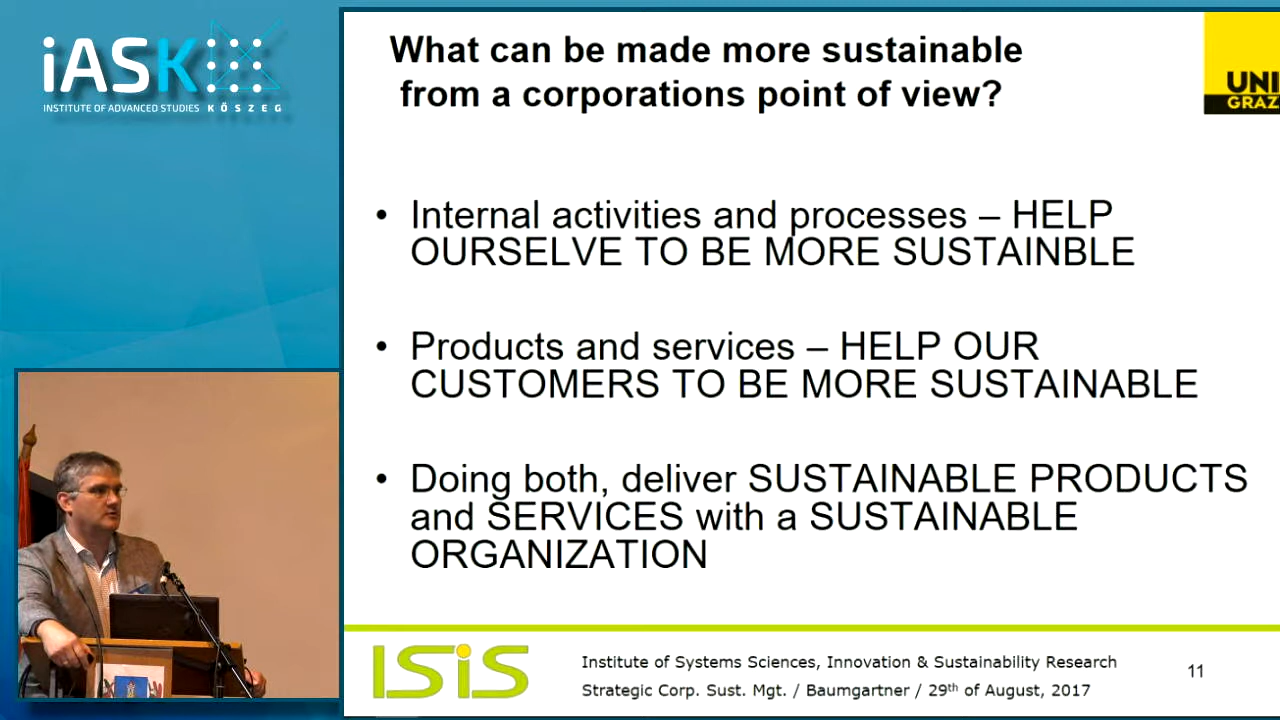 iASK
INSTITUTE OF ADVANCED STUDIES KŐSZEG
What can be made more sustainable
from a corporations point of view?
UNI
GRAZ
• Internal activities and processes – HELP
OURSELVE TO BE MORE SUSTAINBLE
• Products and services – HELP OUR
CUSTOMERS TO BE MORE SUSTAINABLE
• Doing both, deliver SUSTAINABLE PRODUCTS
and SERVICES with a SUSTAINABLE
ORGANIZATION
ISiS
Institute of Systems Sciences, Innovation & Sustainability Research
Strategic Corp. Sust. Mgt. / Baumgartner / 29th of August, 2017
11